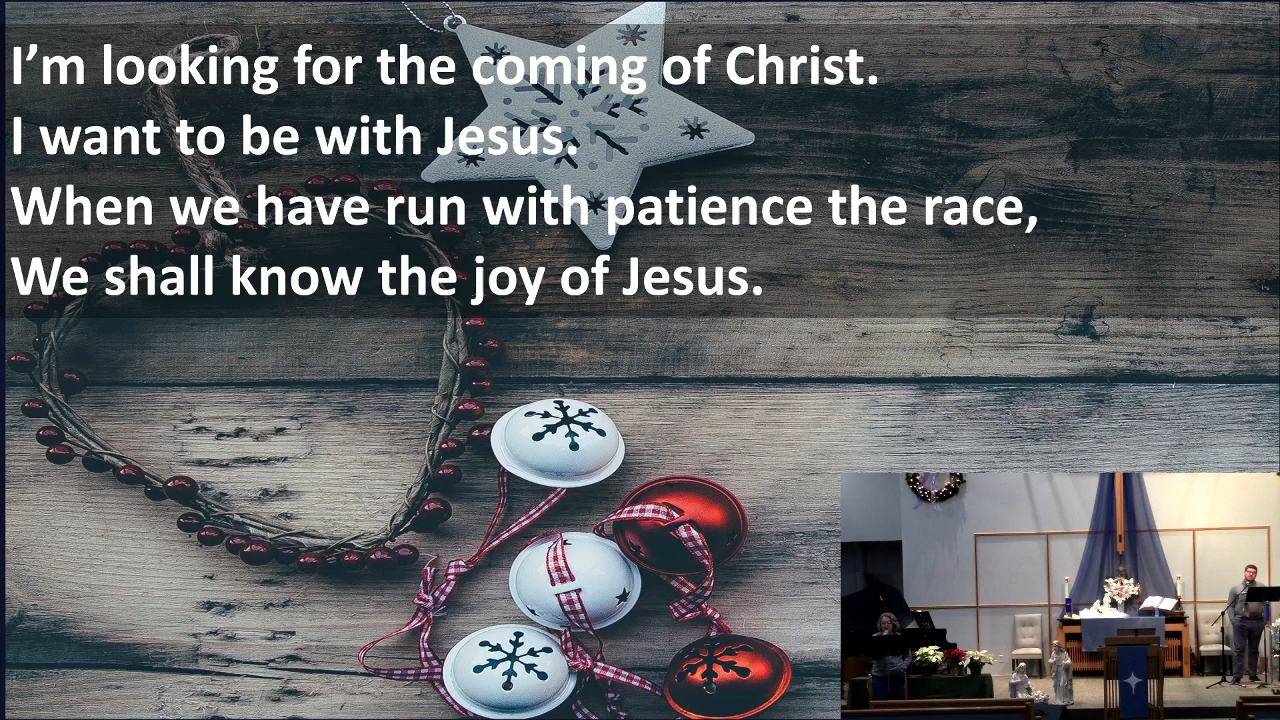 I’m looking for the coming of Christ.
I want to be with Jesus.
When we have run with patience the race,
We shall know the joy of Jesus.